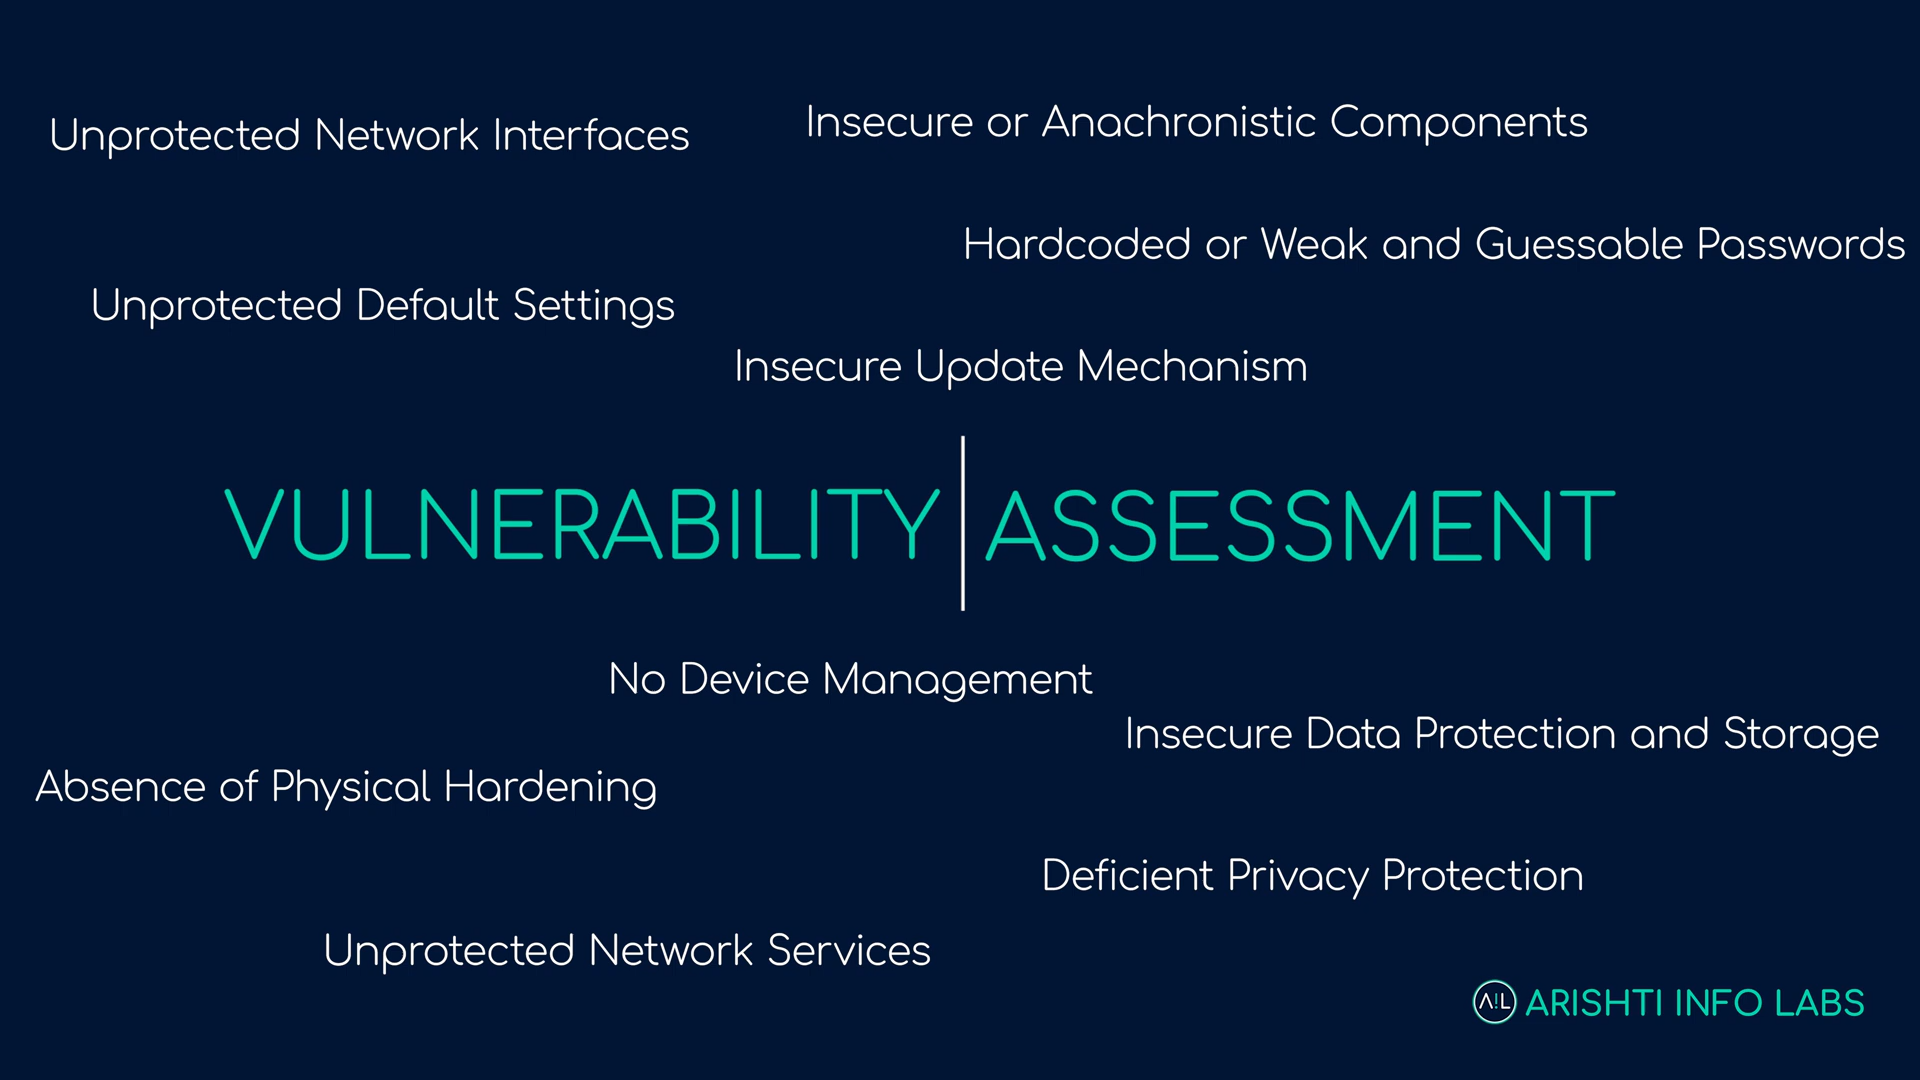 Unprotected Network Interfaces
Insecure or Anachronistic Components
Hardcoded or Weak and Guessable Passwords
Unprotected Default Settings
Insecure Update Mechanism
VULNERABILITY ASSESSMENT
No Device Management
Insecure Data Protection and Storage
Absence of Physical Hardening
Deficient Privacy Protection
Unprotected Network Services
A!L ARISHTI INFO LABS